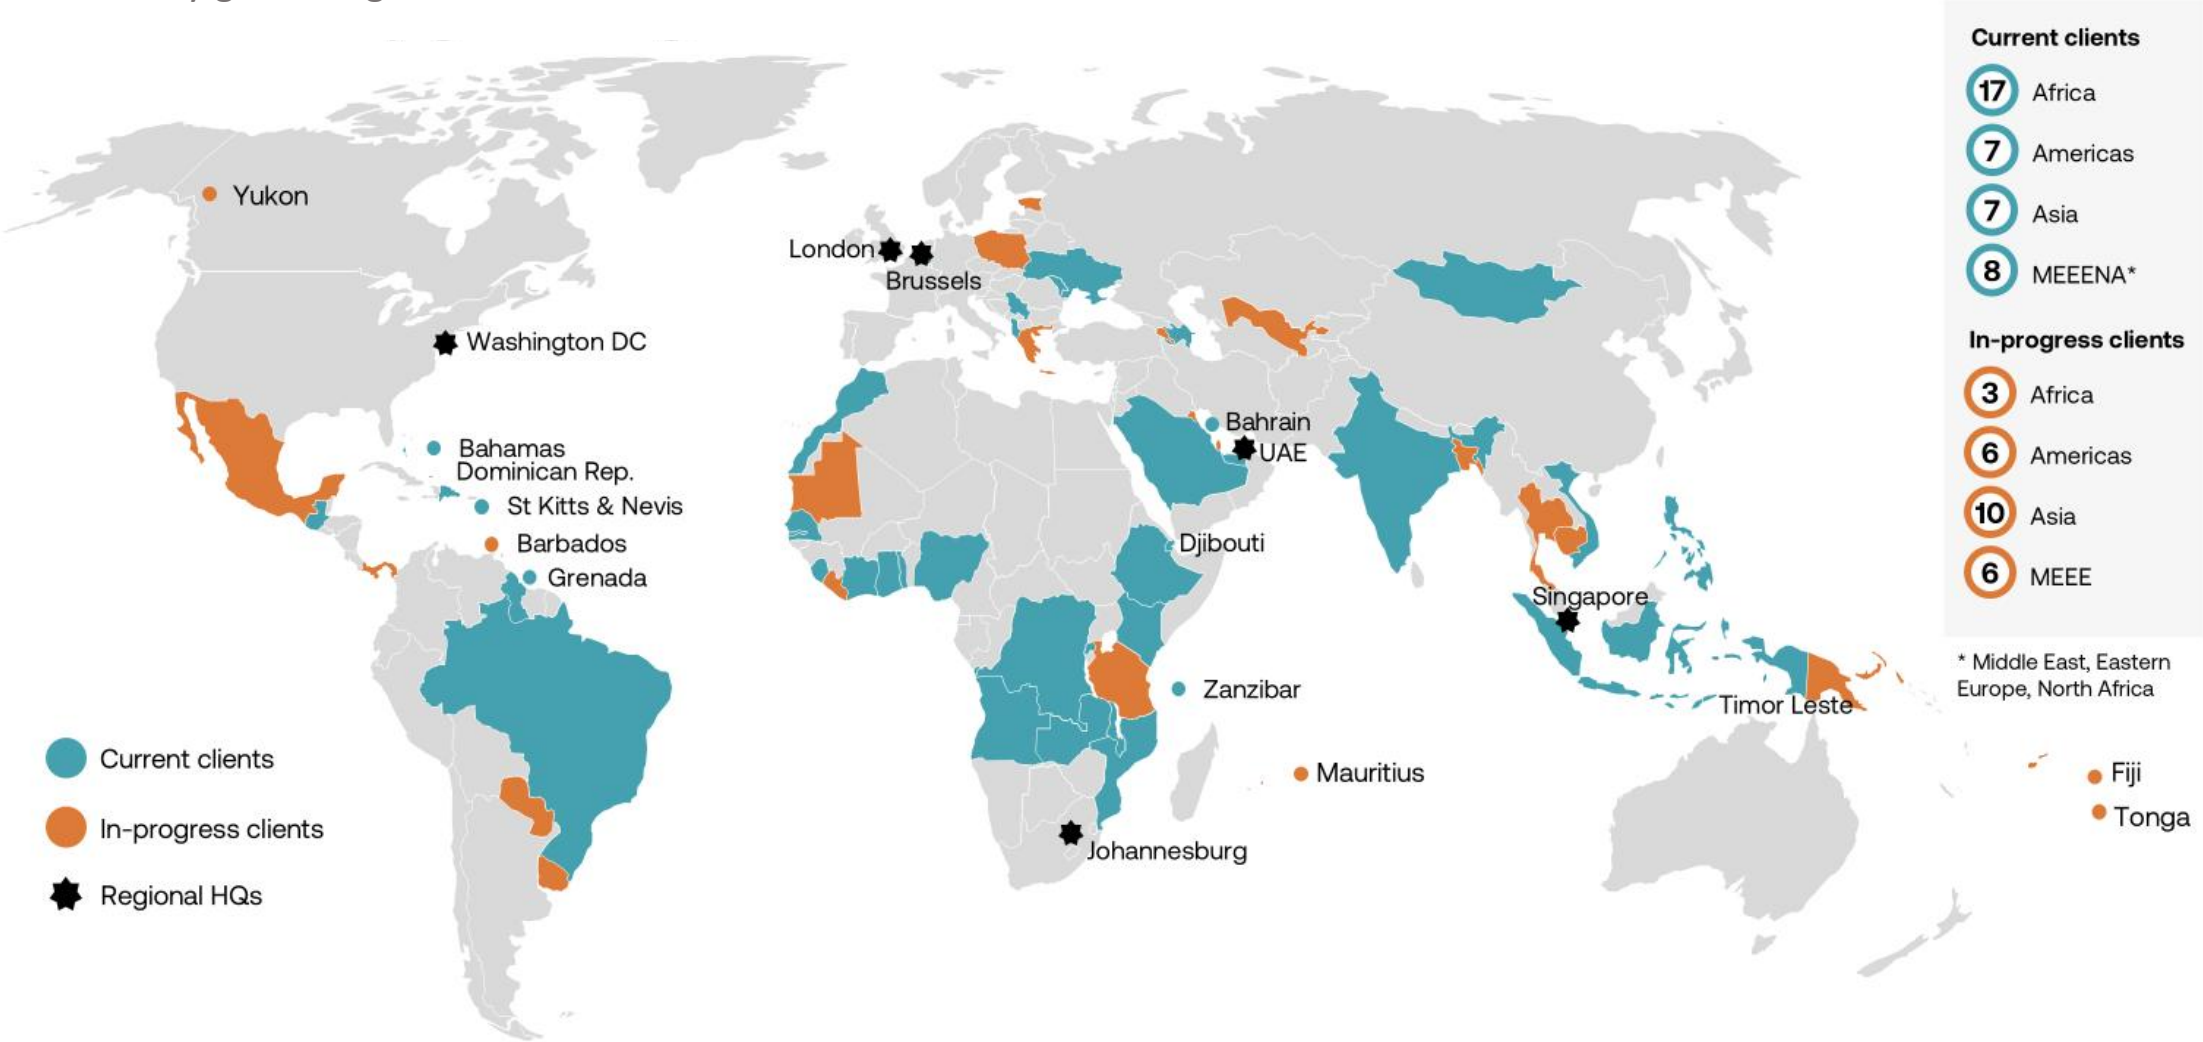 Yukon
London
Brussels
Washington DC
Bahamas
Dominican Rep.
St Kitts & Nevis
Barbados
Grenada
Bahrain
UAE
Djibouti
Singapore
Zanzibar
Timor Leste
Mauritius
Fiji
Tonga
Johannesburg
Current clients
In-progress clients
Regional HQs
Current clients
17 Africa
7 Americas
7 Asia
8 MEEENA*
In-progress clients
3 Africa
6 Americas
10 Asia
6 MEEE
* Middle East, Eastern
Europe, North Africa